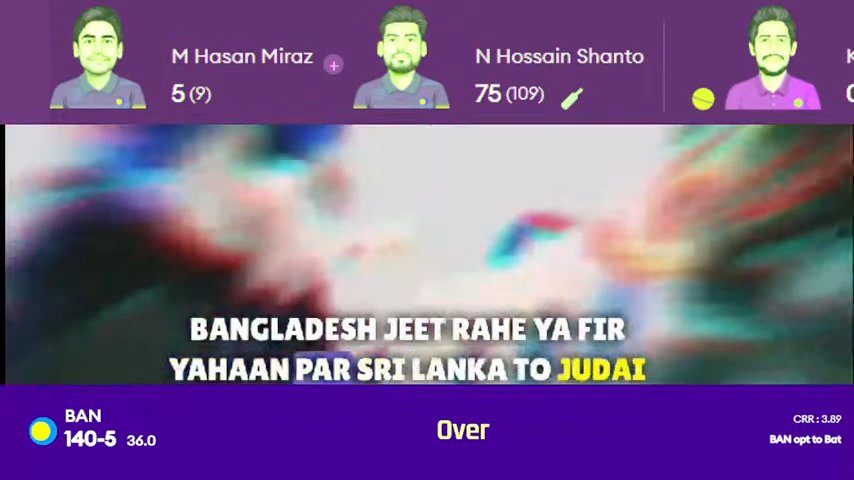 M Hasan Miraz
5 (9)
N Hossain Shanto
75 (109)
BANGLADESH JEET RAHE YA FIR
YAHAAN PAR SRI LANKA TO JUDAI
BAN
140-5 36.0
Over
CRR : 3.89
BAN opt to Bat